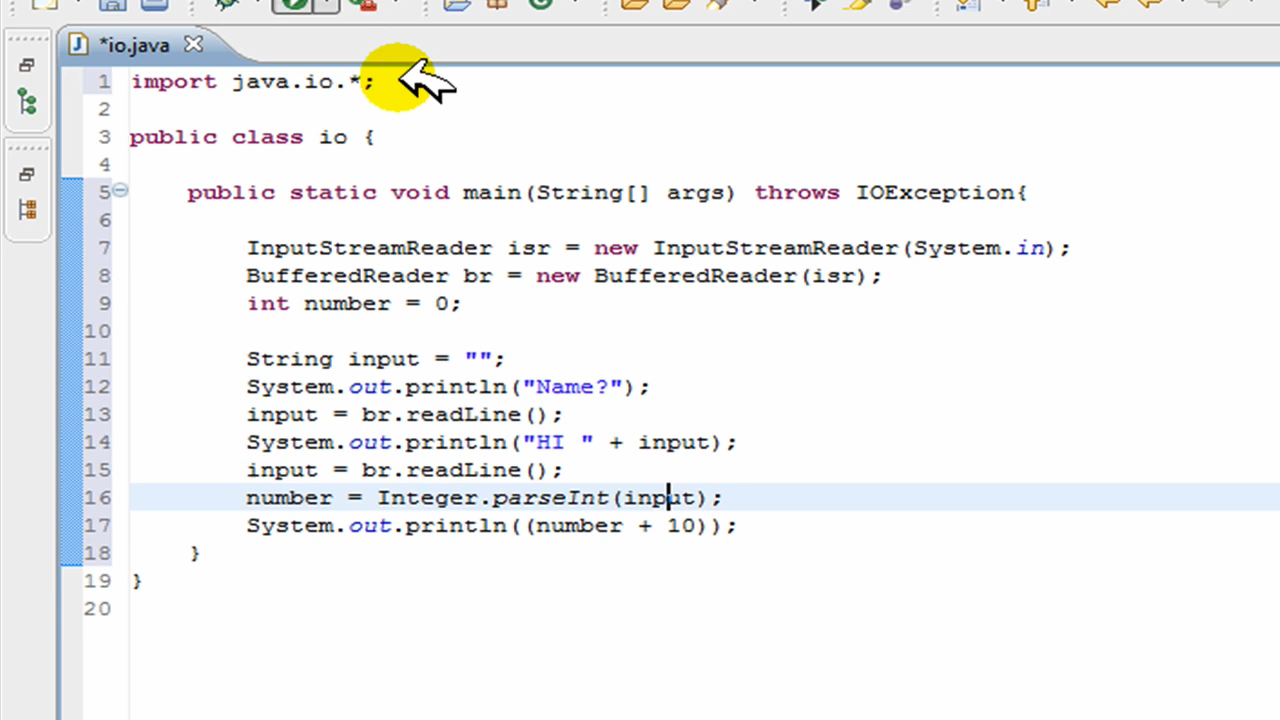 *io.java
1 import java.io.*;
2
3 public class io {
4
5 public static void main(String[] args) throws IOException{
6
7 InputStreamReader isr = new InputStreamReader(System.in);
8 BufferedReader br = new BufferedReader(isr);
9 int number = 0;
10
11 String input = "";
12 System.out.println("Name?");
13 input = br.readLine();
14 System.out.println("HI " + input);
15 input = br.readLine();
16 number = Integer.parseInt(input);
17 System.out.println((number + 10));
18 }
19 }
20